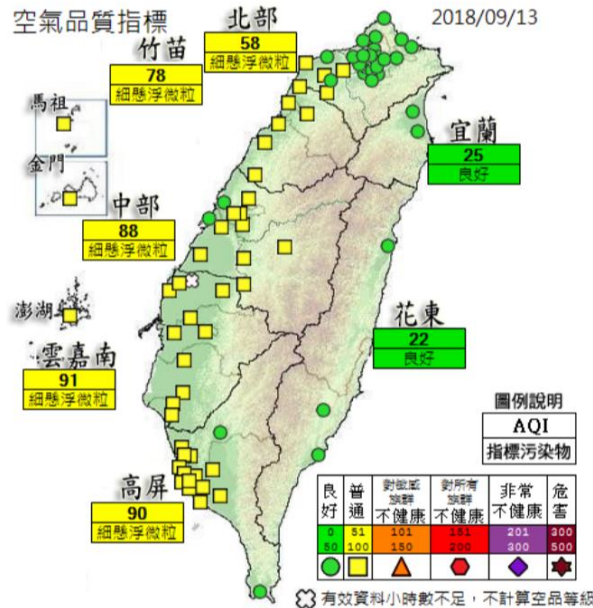 空氣品質指標
2018/09/13
北部
58
細懸浮微粒
竹苗
78
細懸浮微粒
馬祖
金門
宜蘭
25
良好
中部
88
細懸浮微粒
澎湖
花東
22
良好
雲嘉南
91
細懸浮微粒
圖例說明
AQI
指標污染物
高屏
90
細懸浮微粒
良好
普通
對敏感族群不健康
對所有族群不健康
非常不健康
危害
0 51 101 151 201 300
50 100 150 200 300 500
有效資料小時數不足，不計算空品等級